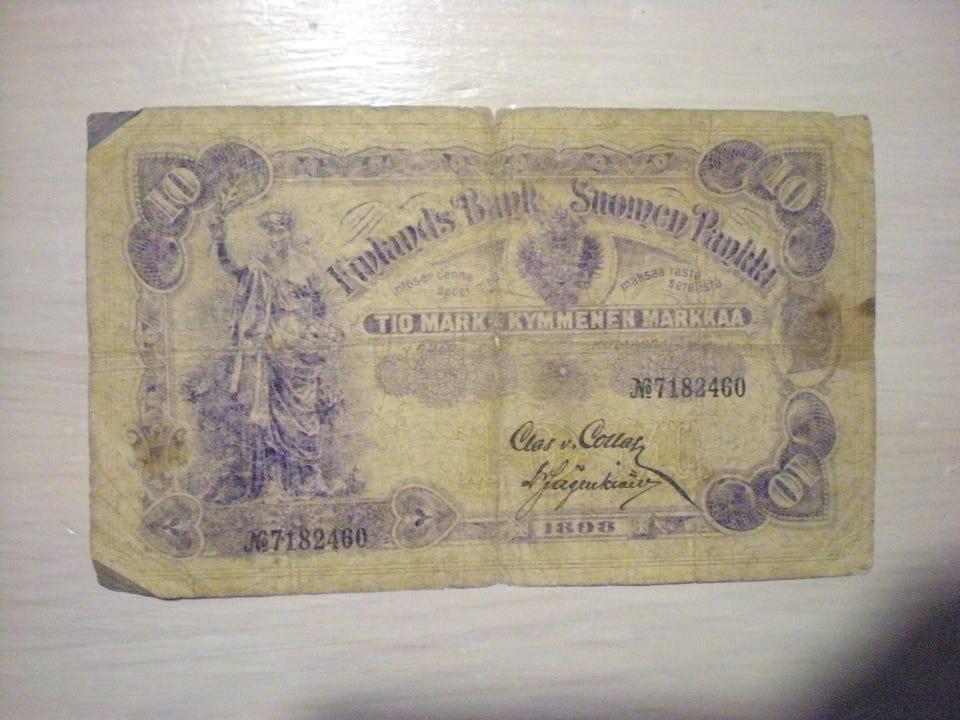 10
10
Finlands Bank Suomen Pankki
inlöser denna
sedel med
maksaa tästä
setelistä
TIO MARK KYMMENEN MARKKAA
№7182460
Clas v. Collan
1898
№7182460
10